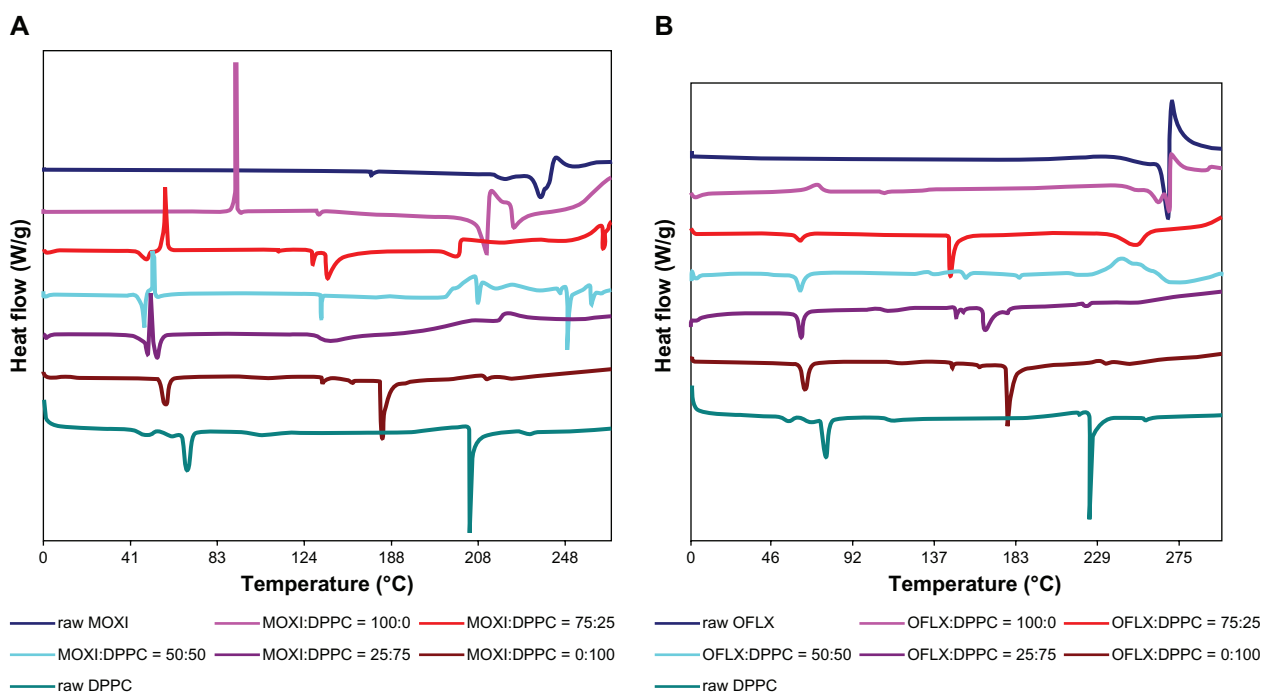 A
Heat flow (W/g)
0 41 83 124 188 208 248
Temperature (°C)
raw MOXI MOXI:DPPC = 100:0 MOXI:DPPC = 75:25
MOXI:DPPC = 50:50 MOXI:DPPC = 25:75 MOXI:DPPC = 0:100
raw DPPC
B
Heat flow (W/g)
0 46 92 137 183 229 275
Temperature (°C)
raw OFLX OFLX:DPPC = 100:0 OFLX:DPPC = 75:25
OFLX:DPPC = 50:50 OFLX:DPPC = 25:75 OFLX:DPPC = 0:100
raw DPPC